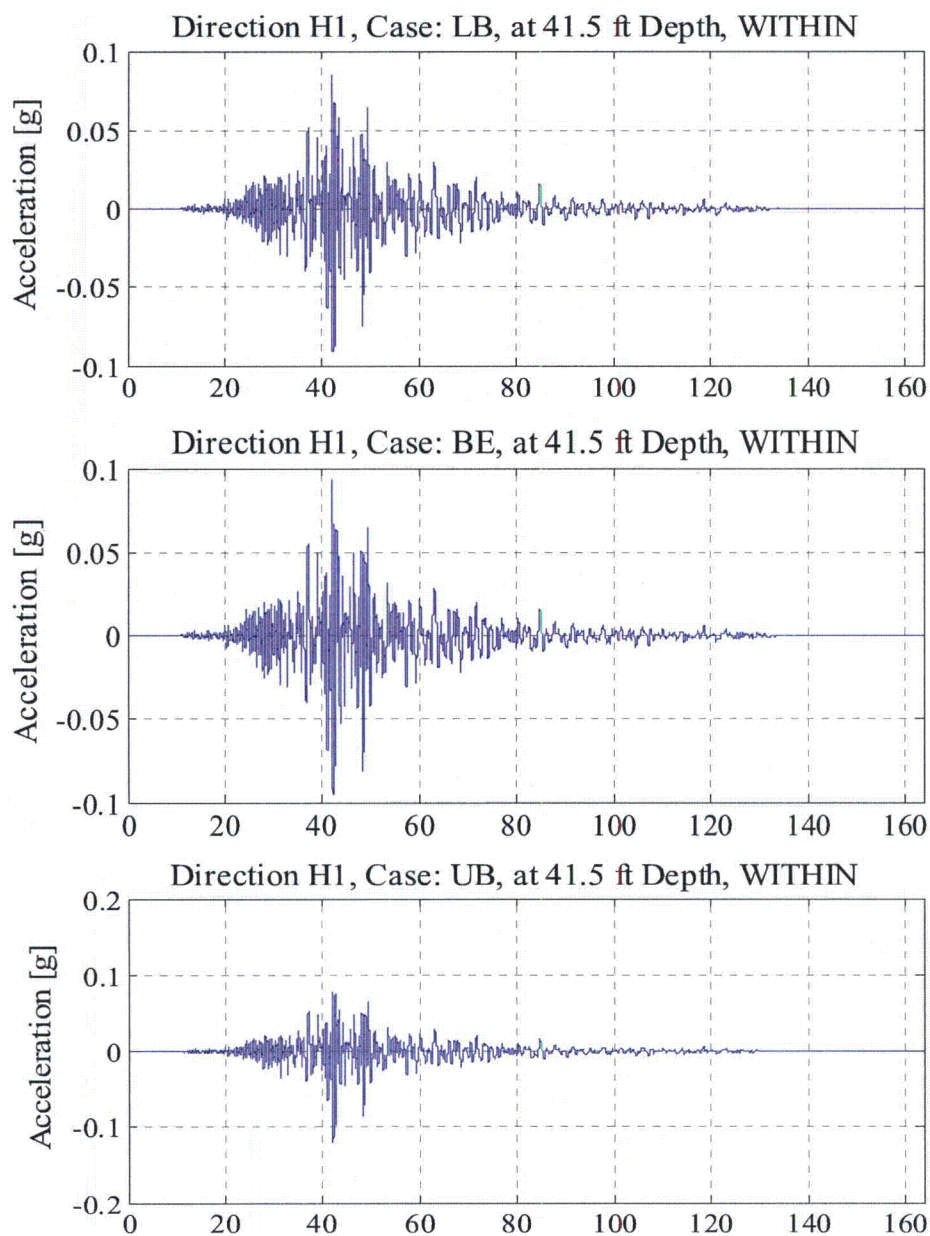 Direction H1, Case: LB, at 41.5 ft Depth, WITHIN
0.1
0.05
0
-0.05
-0.1
Acceleration [g]
0 20 40 60 80 100 120 140 160
Direction H1, Case: BE, at 41.5 ft Depth, WITHIN
0.1
0.05
0
-0.05
-0.1
Acceleration [g]
0 20 40 60 80 100 120 140 160
Direction H1, Case: UB, at 41.5 ft Depth, WITHIN
0.2
0.1
0
-0.1
-0.2
Acceleration [g]
0 20 40 60 80 100 120 140 160